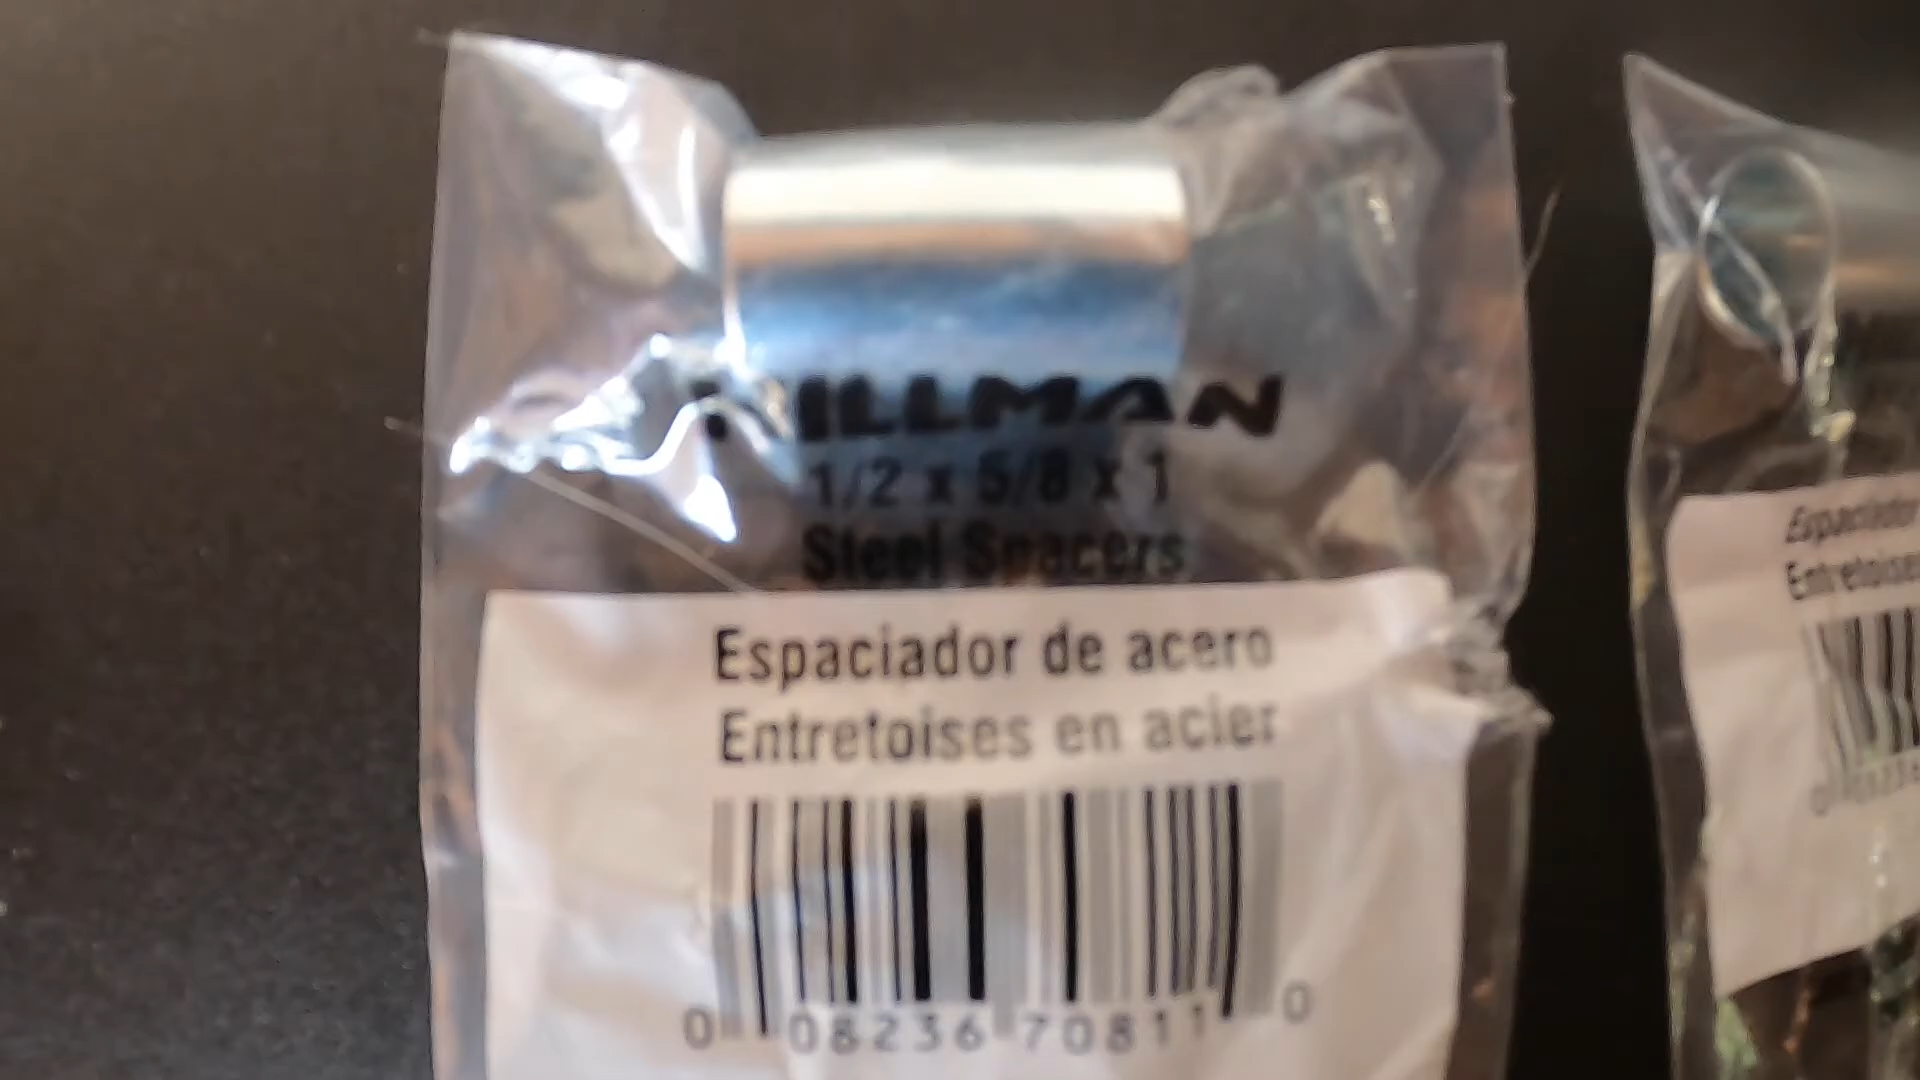 HILLMAN
1/2 x 5/8 x 1
Steel Spacers
Espaciador de acero
Entretoises en acier
0 08236 70811 0
Espaciador
Entretoises